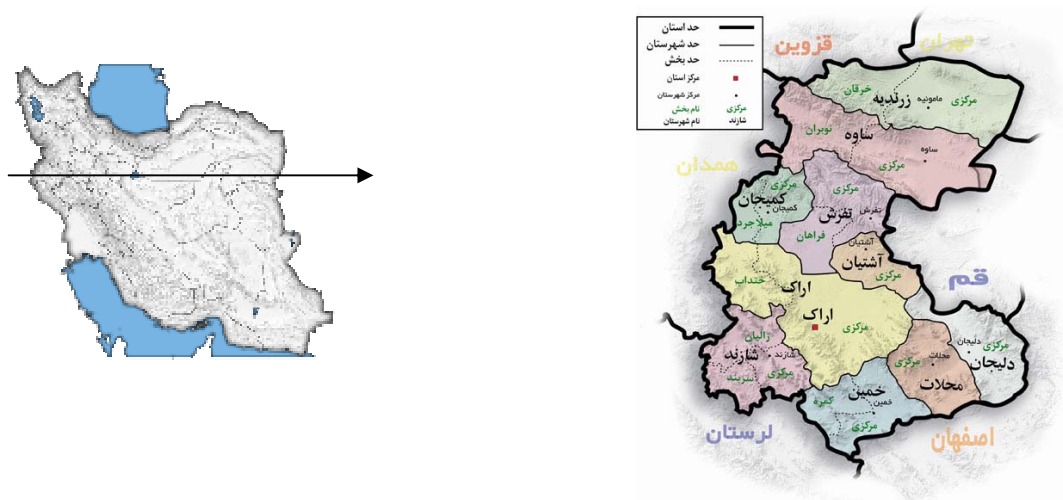 حد استان
حد شهرستان
حد بخش
مرکز استان
مرکز شهرستان
نام بخش
مرکزی
نام شهرستان
شازند
قزوین
تهران
همدان
قم
لرستان
اصفهان
خرقان
زرندیه
مامونیه
مرکزی
نوبران
ساوه
ساوه
مرکزی
مرکزی
کمیجان
کمیجان
میلاجرد
مرکزی
تفرش
تفرش
فراهان
آشتیان
آشتیان
مرکزی
خنداب
اراک
اراک
مرکزی
زالیان
شازند
شازند
سربند
مرکزی
دلیجان
مرکزی
دلیجان
محلات
مرکزی
محلات
خمین
خمین
کمره
مرکزی